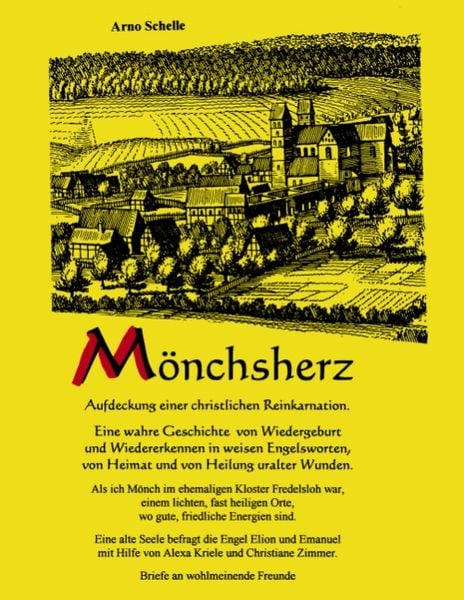 Arno Schelle
Mönchsherz
Aufdeckung einer christlichen Reinkarnation.
Eine wahre Geschichte von Wiedergeburt
und Wiedererkennen in weisen Engelsworten,
von Heimat und von Heilung uralter Wunden.
Als ich Mönch im ehemaligen Kloster Fredelsloh war,
einem lichten, fast heiligen Orte,
wo gute, friedliche Energien sind.
Eine alte Seele befragt die Engel Elion und Emanuel
mit Hilfe von Alexa Kriele und Christiane Zimmer.
Briefe an wohlmeinende Freunde